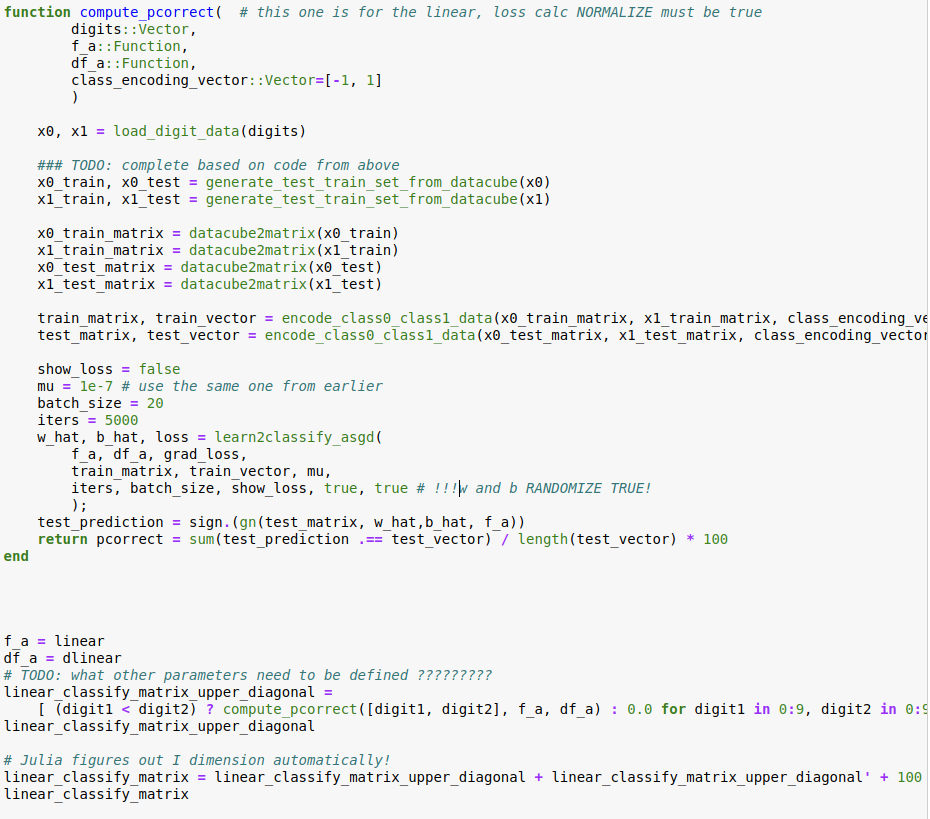 function compute_pcorrect(  # this one is for the linear, loss calc NORMALIZE must be true
        digits::Vector,
        f_a::Function,
        df_a::Function,
        class_encoding_vector::Vector=[-1, 1]
        )

    x0, x1 = load_digit_data(digits)

    ### TODO: complete based on code from above
    x0_train, x0_test = generate_test_train_set_from_datacube(x0)
    x1_train, x1_test = generate_test_train_set_from_datacube(x1)

    x0_train_matrix = datacube2matrix(x0_train)
    x1_train_matrix = datacube2matrix(x1_train)
    x0_test_matrix = datacube2matrix(x0_test)
    x1_test_matrix = datacube2matrix(x1_test)

    train_matrix, train_vector = encode_class0_class1_data(x0_train_matrix, x1_train_matrix, class_encoding_ve
    test_matrix, test_vector = encode_class0_class1_data(x0_test_matrix, x1_test_matrix, class_encoding_vector

    show_loss = false
    mu = 1e-7 # use the same one from earlier
    batch_size = 20
    iters = 5000
    w_hat, b_hat, loss = learn2classify_asgd(
        f_a, df_a, grad_loss,
        train_matrix, train_vector, mu,
        iters, batch_size, show_loss, true, true # !!!w and b RANDOMIZE TRUE!
        );
    test_prediction = sign.(gn(test_matrix, w_hat,b_hat, f_a))
    return pcorrect = sum(test_prediction .== test_vector) / length(test_vector) * 100
end

f_a = linear
df_a = dlinear
# TODO: what other parameters need to be defined ?????????
linear_classify_matrix_upper_diagonal =
    [ (digit1 < digit2) ? compute_pcorrect([digit1, digit2], f_a, df_a) : 0.0 for digit1 in 0:9, digit2 in 0:9
linear_classify_matrix_upper_diagonal

# Julia figures out I dimension automatically!
linear_classify_matrix = linear_classify_matrix_upper_diagonal + linear_classify_matrix_upper_diagonal' + 100
linear_classify_matrix